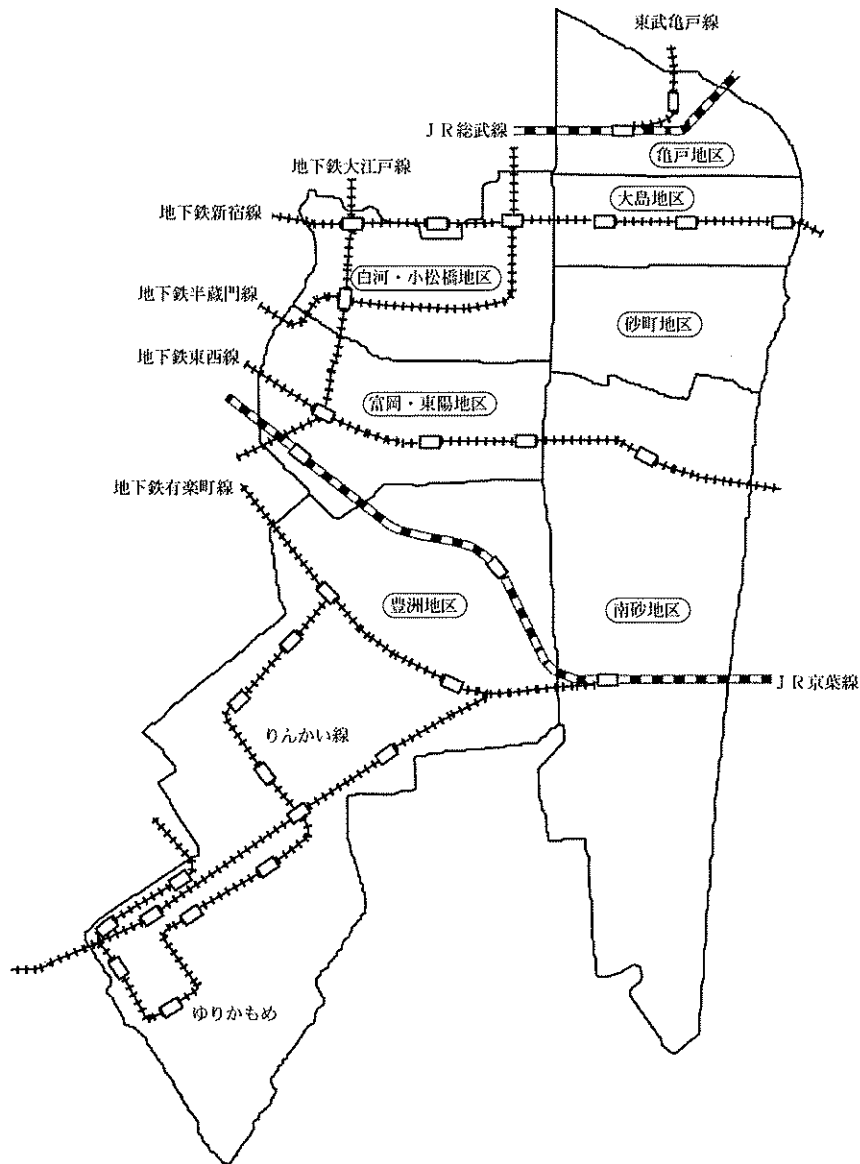 東武亀戸線
JR総武線
亀戸地区
地下鉄大江戸線
大島地区
地下鉄新宿線
白河・小松橋地区
地下鉄半蔵門線
砂町地区
地下鉄東西線
富岡・東陽地区
地下鉄有楽町線
豊洲地区
南砂地区
JR京葉線
りんかい線
ゆりかもめ